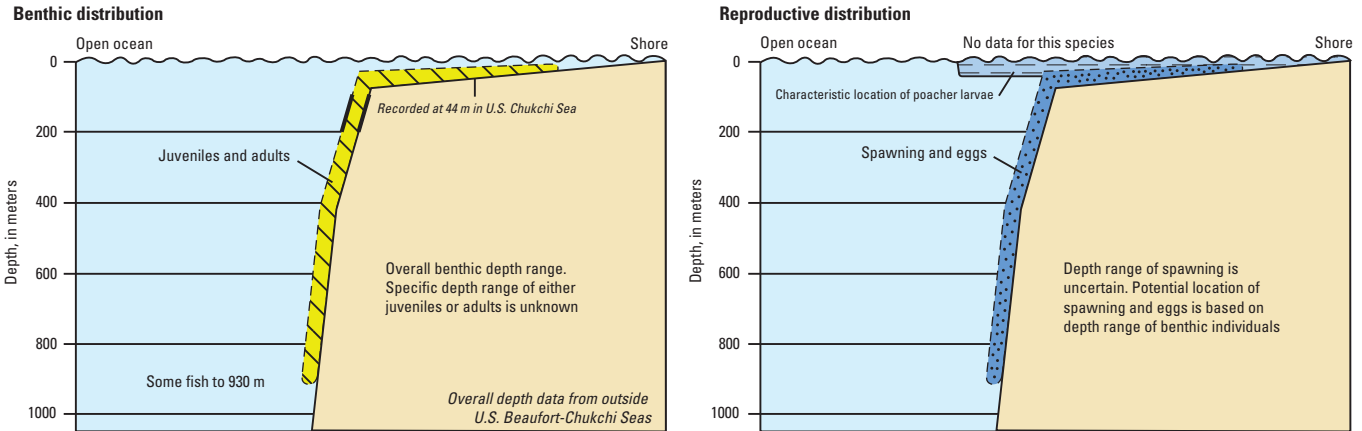 Benthic distribution
Open ocean
Shore
0
200
400
600
800
1000
Depth, in meters
Recorded at 44 m in U.S. Chukchi Sea
Juveniles and adults
Overall benthic depth range.
Specific depth range of either
juveniles or adults is unknown
Some fish to 930 m
Overall depth data from outside
U.S. Beaufort-Chukchi Seas
Reproductive distribution
Open ocean
No data for this species
Shore
0
200
400
600
800
1000
Depth, in meters
Characteristic location of poacher larvae
Spawning and eggs
Depth range of spawning is
uncertain. Potential location of
spawning and eggs is based on
depth range of benthic individuals